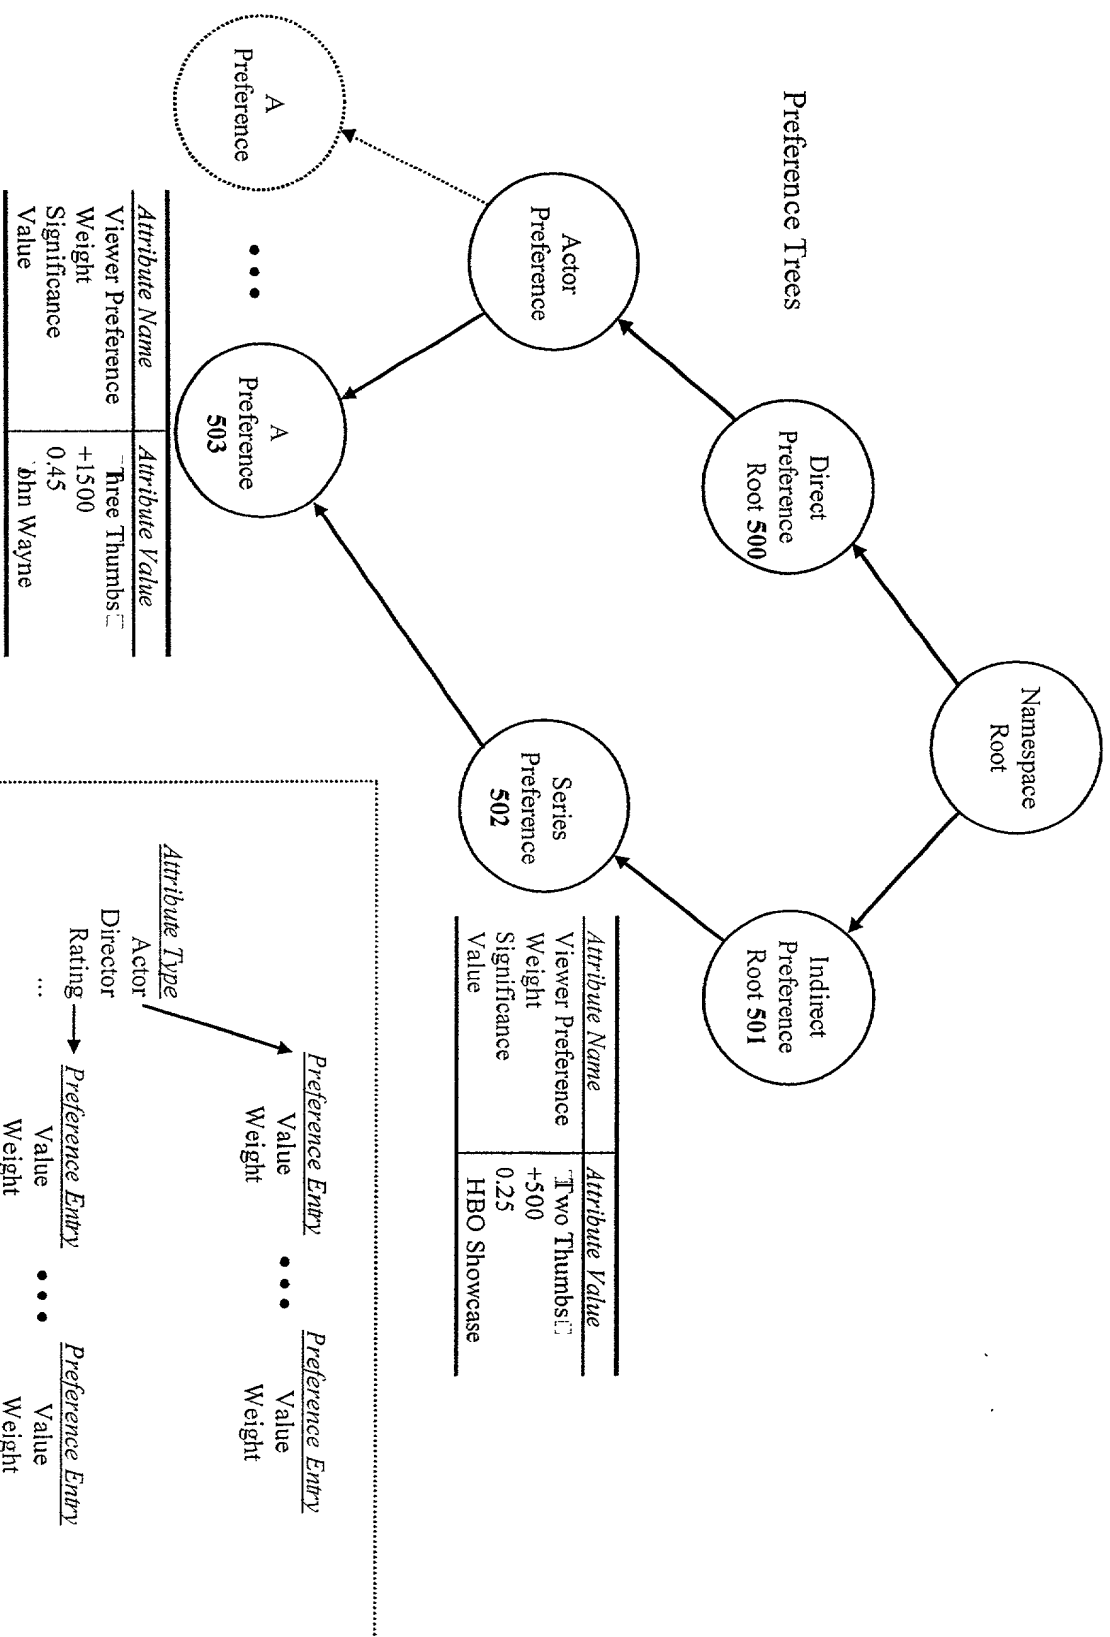 Preference Trees
Namespace
Root
Direct
Preference
Root 500
Indirect
Preference
Root 501
Actor
Preference
Series
Preference
502
Attribute Name Attribute Value
Viewer Preference Two Thumbs
Weight +500
Significance 0.25
Value HBO Showcase
A
Preference
• • •
A
Preference
503
Attribute Name Attribute Value
Viewer Preference Three Thumbs
Weight +1500
Significance 0.45
Value ohn Wayne
Attribute Type
Actor
Director
Rating
...
Preference Entry
Value
Weight
• • •
Preference Entry
Value
Weight
Preference Entry
Value
Weight
• • •
Preference Entry
Value
Weight